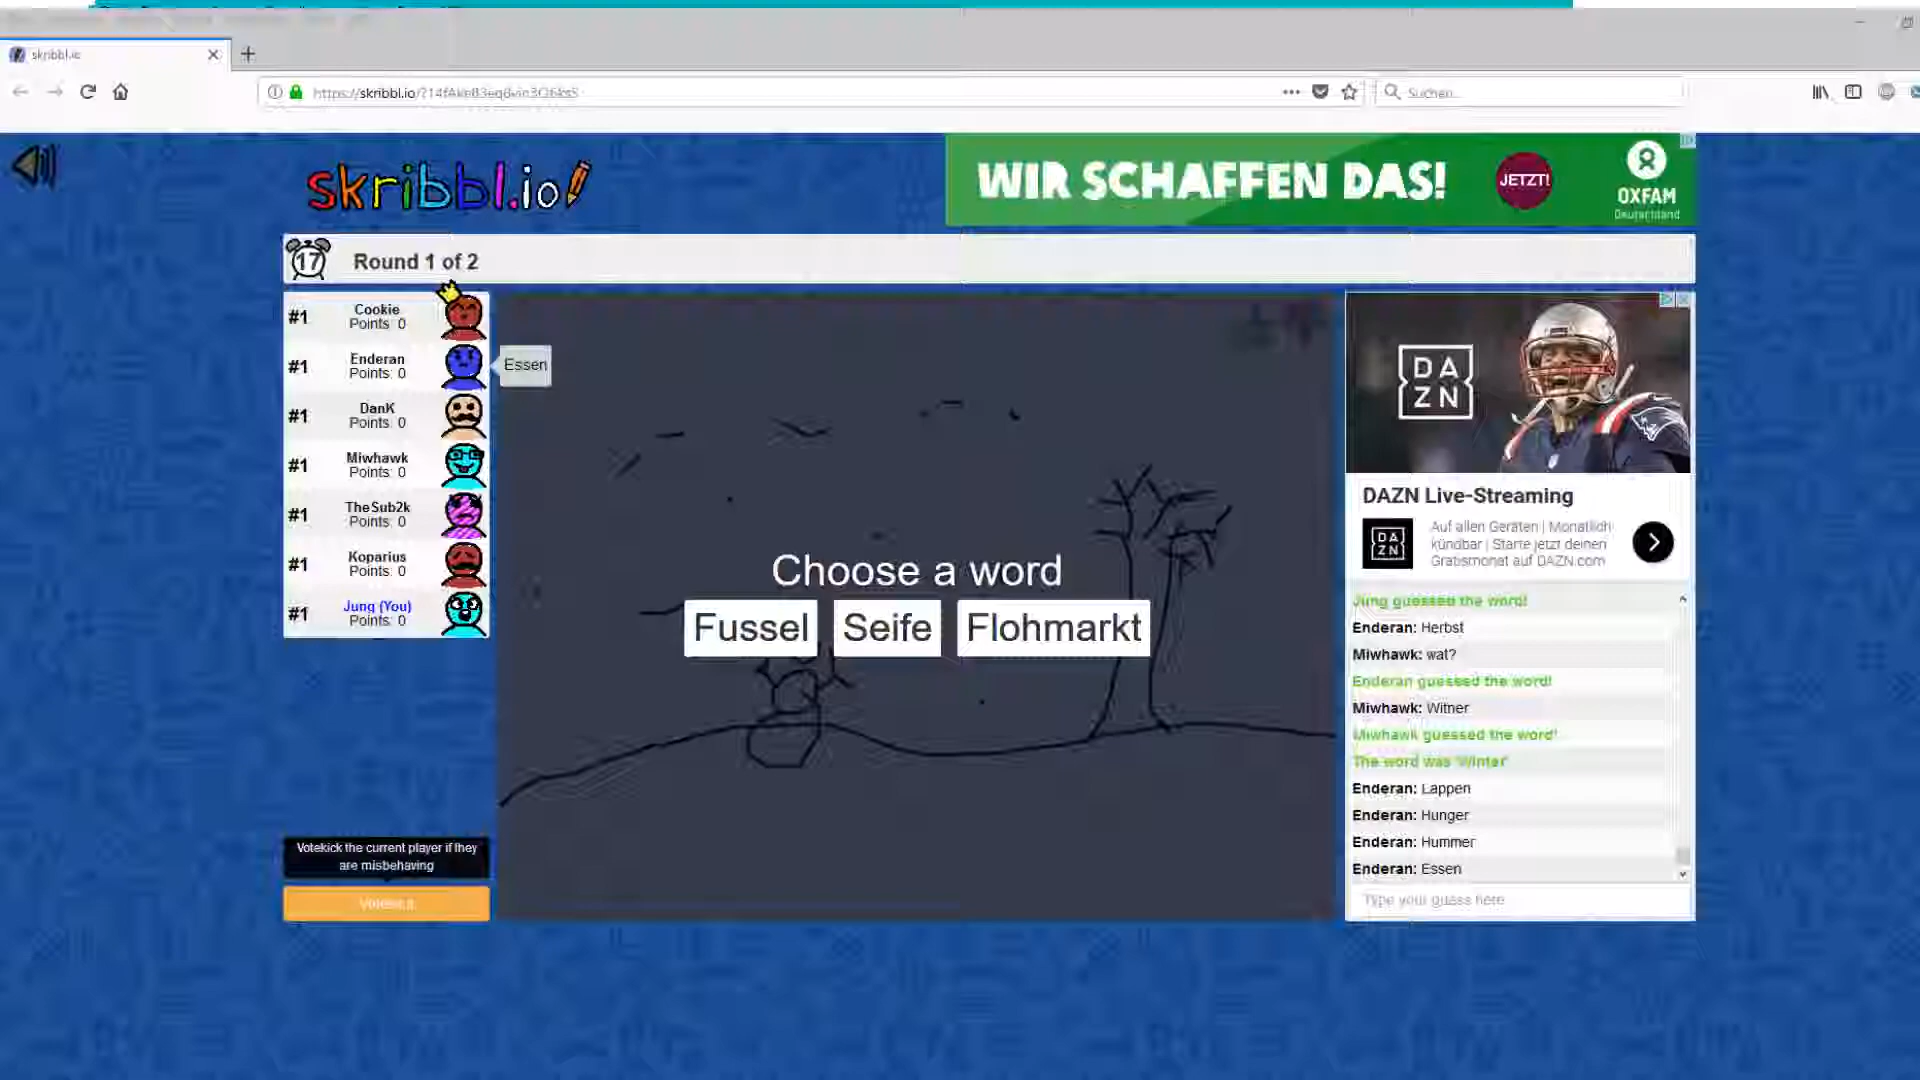 skribbl.io
Suchen...
skribbl.io
WIR SCHAFFEN DAS!
JETZT!
OXFAM
Deutschland
17
Round 1 of 2
#1
Cookie
Points: 0
#1
Enderan
Points: 0
Essen
#1
DanK
Points: 0
#1
Miwhawk
Points: 0
#1
TheSub2k
Points: 0
#1
Koparius
Points: 0
#1
Jung (You)
Points: 0
Choose a word
Fussel Seife Flohmarkt
Votekick the current player if they
are misbehaving
Votekick
DA
ZN
DAZN Live-Streaming
DA
ZN
Auf allen Geräten | Monatlich
kündbar | Starte jetzt deinen
Gratismonat auf DAZN.com
Jung guessed the word!
Enderan: Herbst
Miwhawk: wat?
Enderan guessed the word!
Miwhawk: Witner
Miwhawk guessed the word!
The word was 'Winter'
Enderan: Lappen
Enderan: Hunger
Enderan: Hummer
Enderan: Essen
Type your guess here